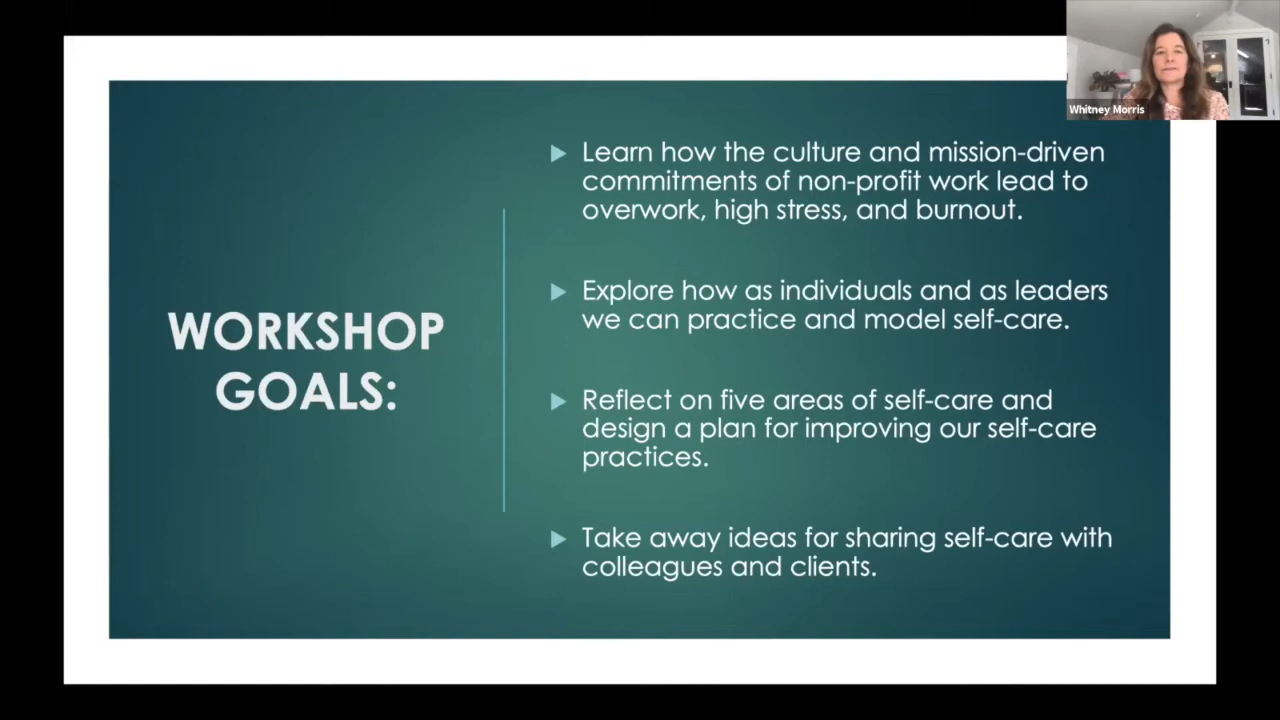 Whitney Morris
WORKSHOP
GOALS:
Learn how the culture and mission-driven
commitments of non-profit work lead to
overwork, high stress, and burnout.
Explore how as individuals and as leaders
we can practice and model self-care.
Reflect on five areas of self-care and
design a plan for improving our self-care
practices.
Take away ideas for sharing self-care with
colleagues and clients.